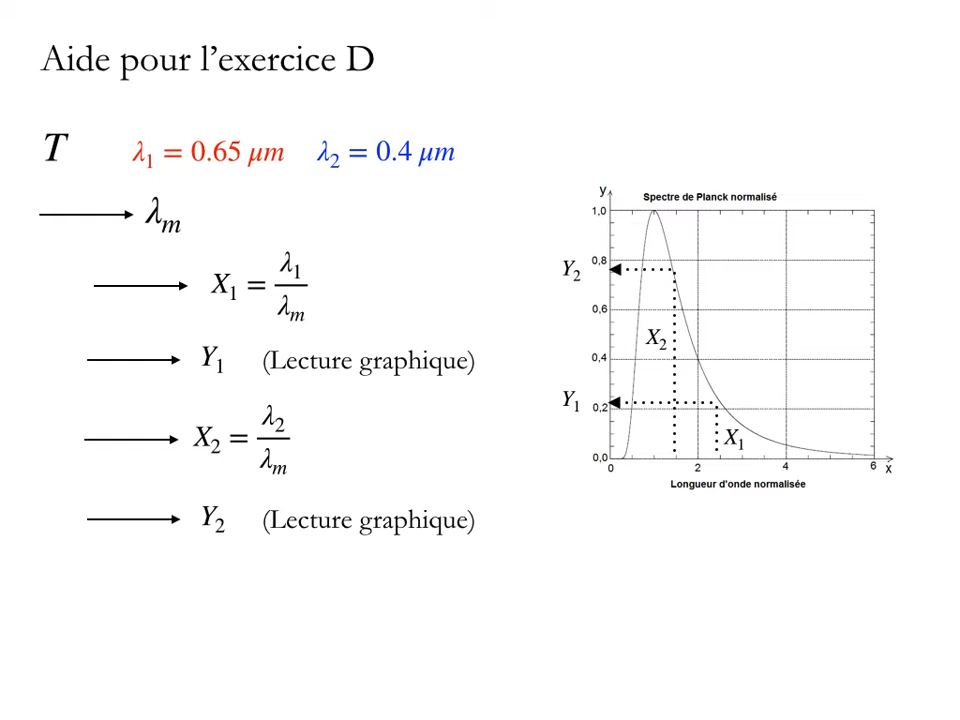 Aide pour l'exercice D
T λ₁ = 0.65 μm λ₂ = 0.4 μm
λₘ
X₁ = λ₁/λₘ
Y₁ (Lecture graphique)
X₂ = λ₂/λₘ
Y₂ (Lecture graphique)
y
Spectre de Planck normalisé
1,0
Y₂ 0,8
0,6
X₂
0,4
Y₁ 0,2
X₁
0,0
0 2 4 6 x
Longueur d'onde normalisée